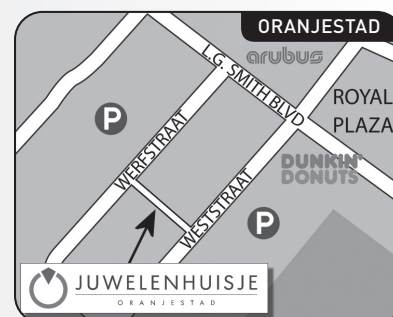 ORANJESTAD
arubus
L.G. SMITH BLVD
ROYAL
PLAZA
P
WERFSTRAAT
DUNKIN'
DONUTS
WESTSTRAAT
P
JUWELENHUISJE
ORANJESTAD